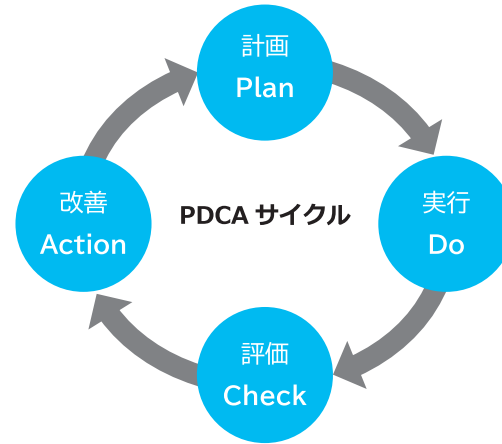 計画
Plan
改善
Action
PDCA サイクル
実行
Do
評価
Check